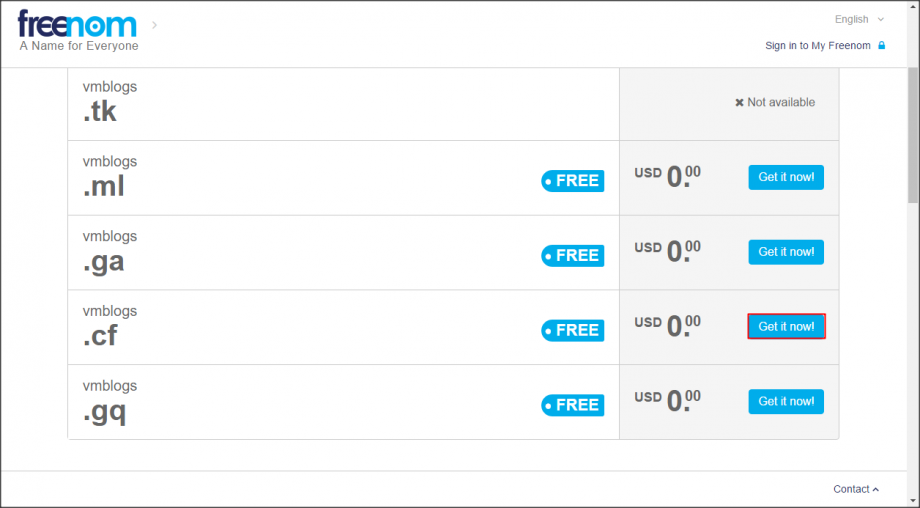 freenom
A Name for Everyone
English
Sign in to My Freenom
vmblogs
.tk
Not available
vmblogs
.ml
FREE
USD 0.00
Get it now!
vmblogs
.ga
FREE
USD 0.00
Get it now!
vmblogs
.cf
FREE
USD 0.00
Get it now!
vmblogs
.gq
FREE
USD 0.00
Get it now!
Contact